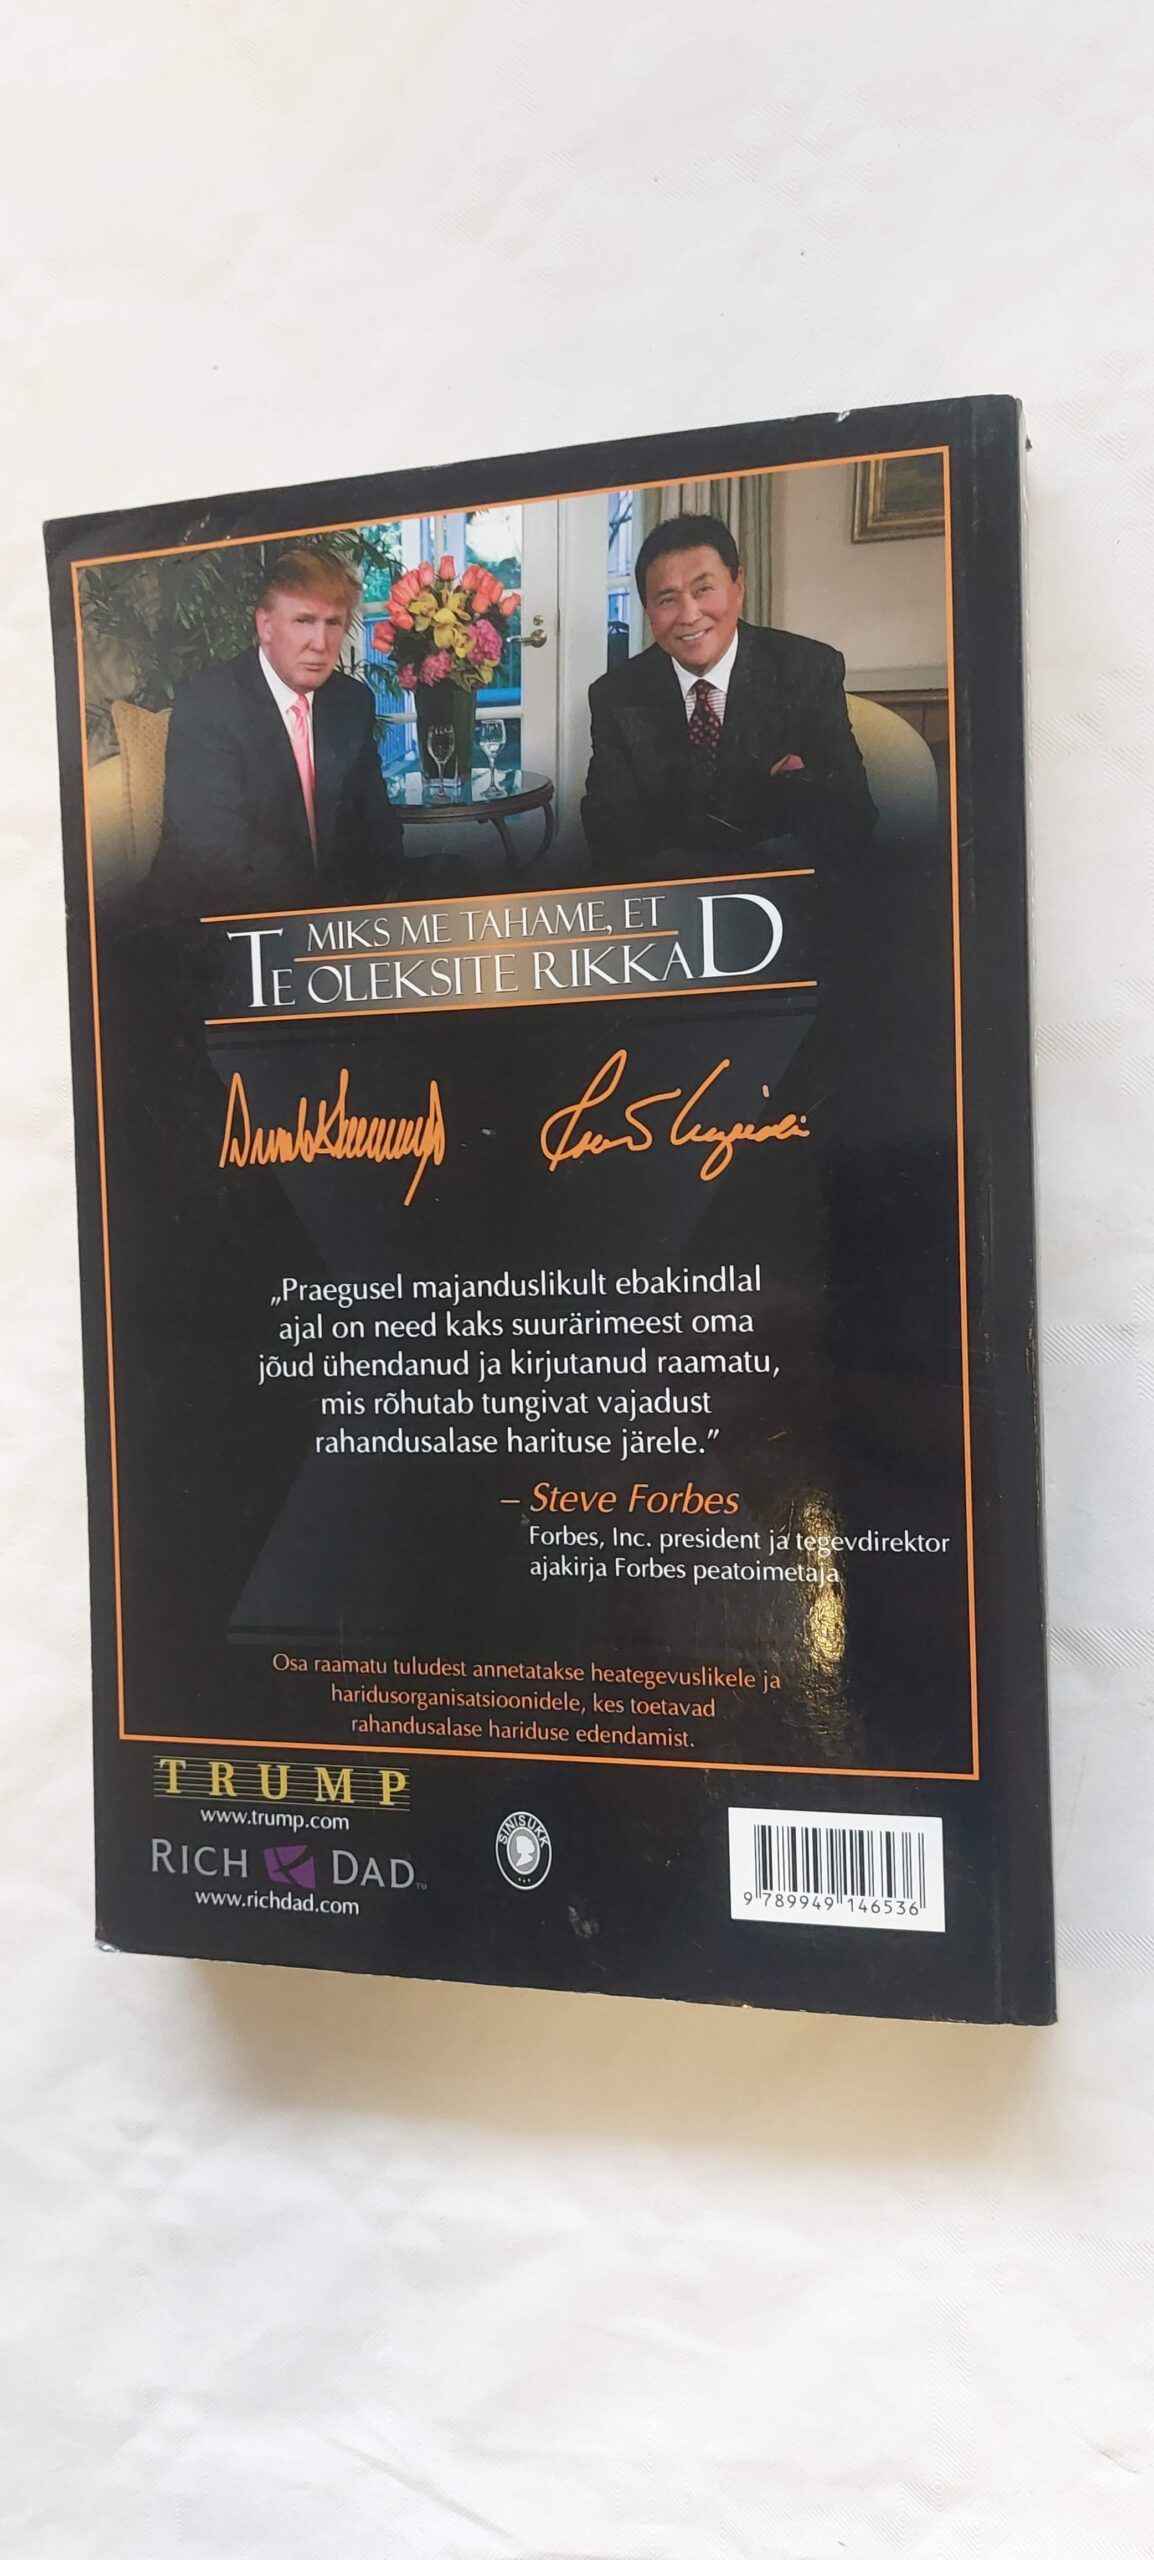 MIKS ME TAHAME, ET
TE OLEKSITE RIKKAD
„Praegusel majanduslikult ebakindlal
ajal on need kaks suurärimeest oma
jõud ühendanud ja kirjutanud raamatu,
mis rõhutab tungivat vajadust
rahandusalase harituse järele.”
– Steve Forbes
Forbes, Inc. president ja tegevdirektor
ajakirja Forbes peatoimetaja
Osa raamatu tuludest annetatakse heategevuslikele ja
haridusorganisatsioonidele, kes toetavad
rahandusalase hariduse edendamist.
TRUMP
www.trump.com
RICH DAD™
www.richdad.com
SINISUKK
9 789949 146536